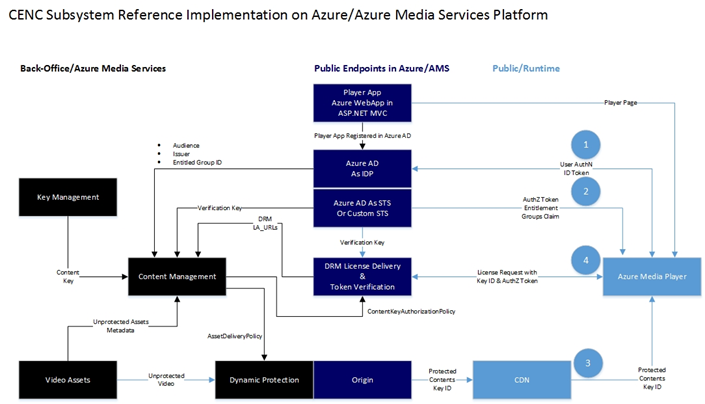 CENC Subsystem Reference Implementation on Azure/Azure Media Services Platform
Back-Office/Azure Media Services
Public Endpoints in Azure/AMS
Public/Runtime
Player App
Azure WebApp in
ASP.NET MVC
Player Page
Player App Registered in Azure AD
• Audience
• Issuer
• Entitled Group ID
1
Azure AD
As IDP
User AuthN
ID Token
2
Key Management
Verification Key
Azure AD As STS
Or Custom STS
AuthZ Token
Entitlement
Groups Claim
DRM
LA_URLs
Verification Key
4
Content
Key
Content Management
DRM License Delivery
&
Token Verification
License Request with
Key ID & AuthZ Token
Azure Media Player
ContentKeyAuthorizationPolicy
Unprotected Assets
Metadata
AssetDeliveryPolicy
3
Video Assets
Unprotected
Video
Dynamic Protection
Origin
Protected
Contents
Key ID
CDN
Protected
Contents
Key ID